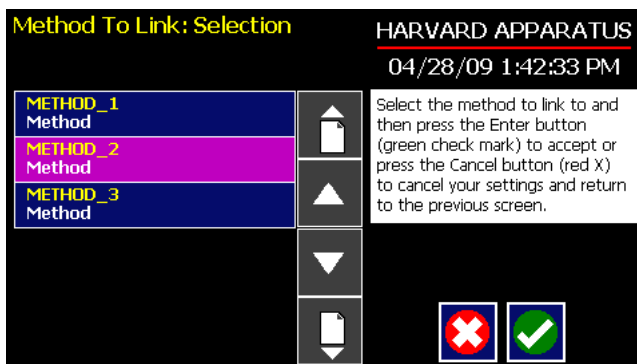 Method To Link: Selection
HARVARD APPARATUS
04/28/09 1:42:33 PM
METHOD_1
Method
METHOD_2
Method
METHOD_3
Method
Select the method to link to and
then press the Enter button
(green check mark) to accept or
press the Cancel button (red X)
to cancel your settings and return
to the previous screen.